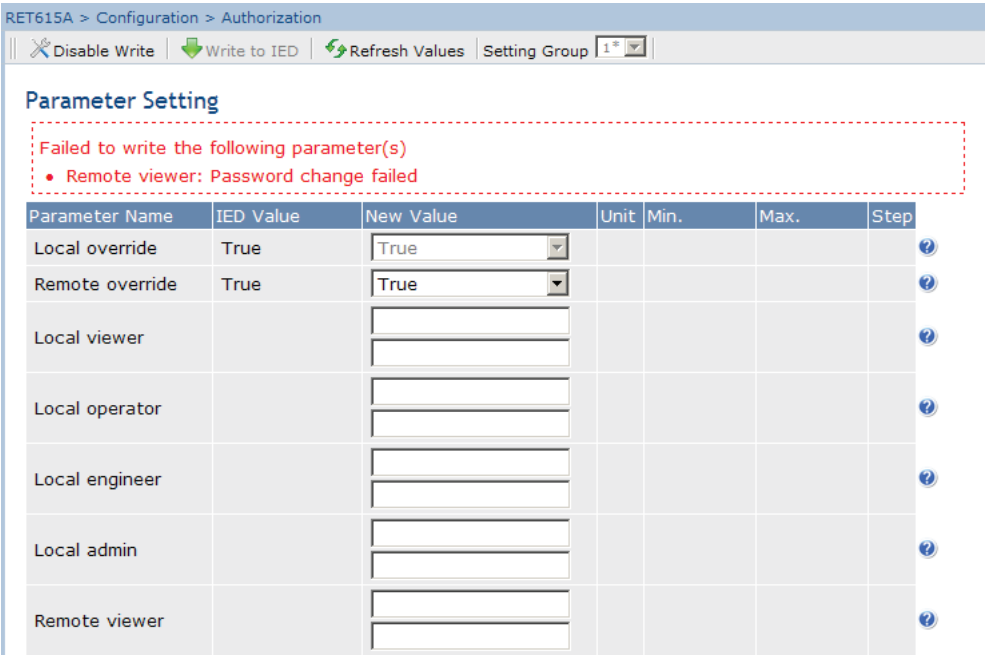 RET615A > Configuration > Authorization
Disable Write Write to IED Refresh Values Setting Group 1*
Parameter Setting
Failed to write the following parameter(s)
• Remote viewer: Password change failed
Parameter Name IED Value New Value Unit Min. Max. Step
Local override True True
Remote override True True
Local viewer
Local operator
Local engineer
Local admin
Remote viewer